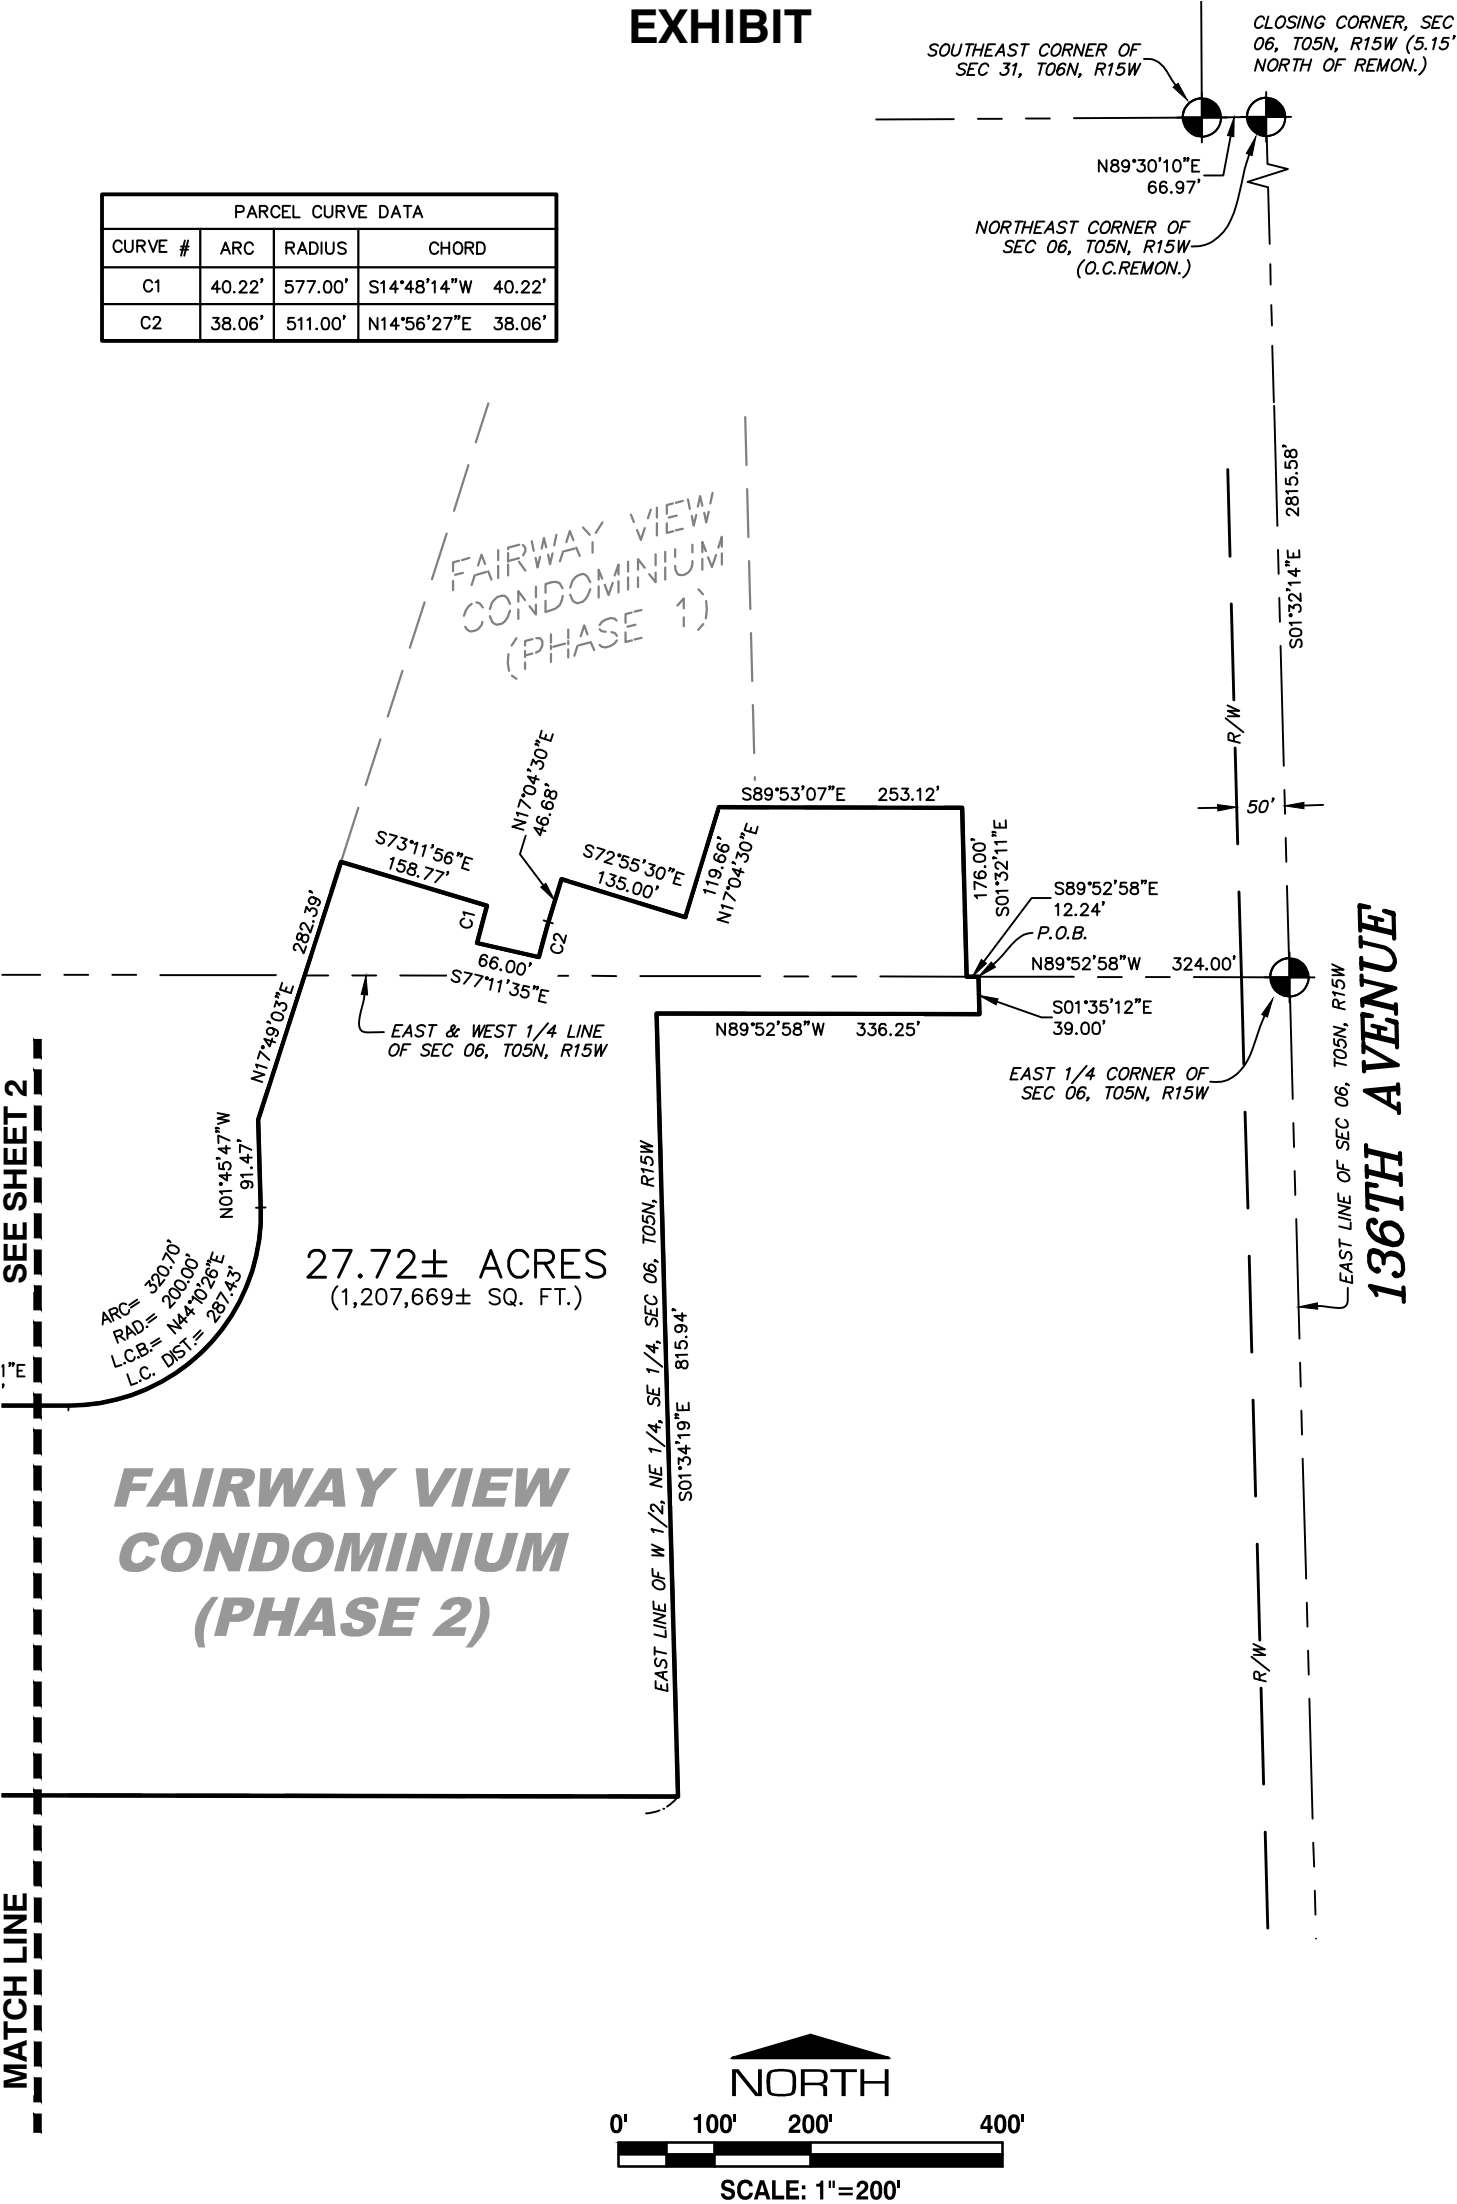 EXHIBIT
CLOSING CORNER, SEC
06, T05N, R15W (5.15'
NORTH OF REMON.)
SOUTHEAST CORNER OF
SEC 31, T06N, R15W
N89°30'10"E
66.97'
NORTHEAST CORNER OF
SEC 06, T05N, R15W
(O.C.REMON.)
PARCEL CURVE DATA
CURVE # ARC RADIUS CHORD
C1 40.22' 577.00' S14°48'14"W 40.22'
C2 38.06' 511.00' N14°56'27"E 38.06'
S01°32'14"E 2815.58'
FAIRWAY VIEW
CONDOMINIUM
(PHASE 1)
R/W
50'
N17°04'30"E
46.68'
S89°53'07"E 253.12'
S73°11'56"E
158.77'
S72°55'30"E
135.00'
119.66'
N17°04'30"E
176.00'
S01°32'11"E
S89°52'58"E
12.24'
P.O.B.
C1
C2
66.00'
S77°11'35"E
N89°52'58"W 324.00'
N17°49'03"E 282.39'
S01°35'12"E
39.00'
N89°52'58"W 336.25'
EAST & WEST 1/4 LINE
OF SEC 06, T05N, R15W
EAST 1/4 CORNER OF
SEC 06, T05N, R15W
EAST LINE OF SEC 06, T05N, R15W
136TH AVENUE
SEE SHEET 2
N01°45'47"W
91.47'
27.72± ACRES
(1,207,669± SQ. FT.)
ARC= 320.70'
RAD.= 200.00'
L.C.B.= N44°10'26"E
L.C. DIST.= 287.43'
1"E
'
EAST LINE OF W 1/2, NE 1/4, SE 1/4, SEC 06, T05N, R15W
S01°34'19"E 815.94'
FAIRWAY VIEW
CONDOMINIUM
(PHASE 2)
R/W
MATCH LINE
NORTH
0' 100' 200' 400'
SCALE: 1"=200'